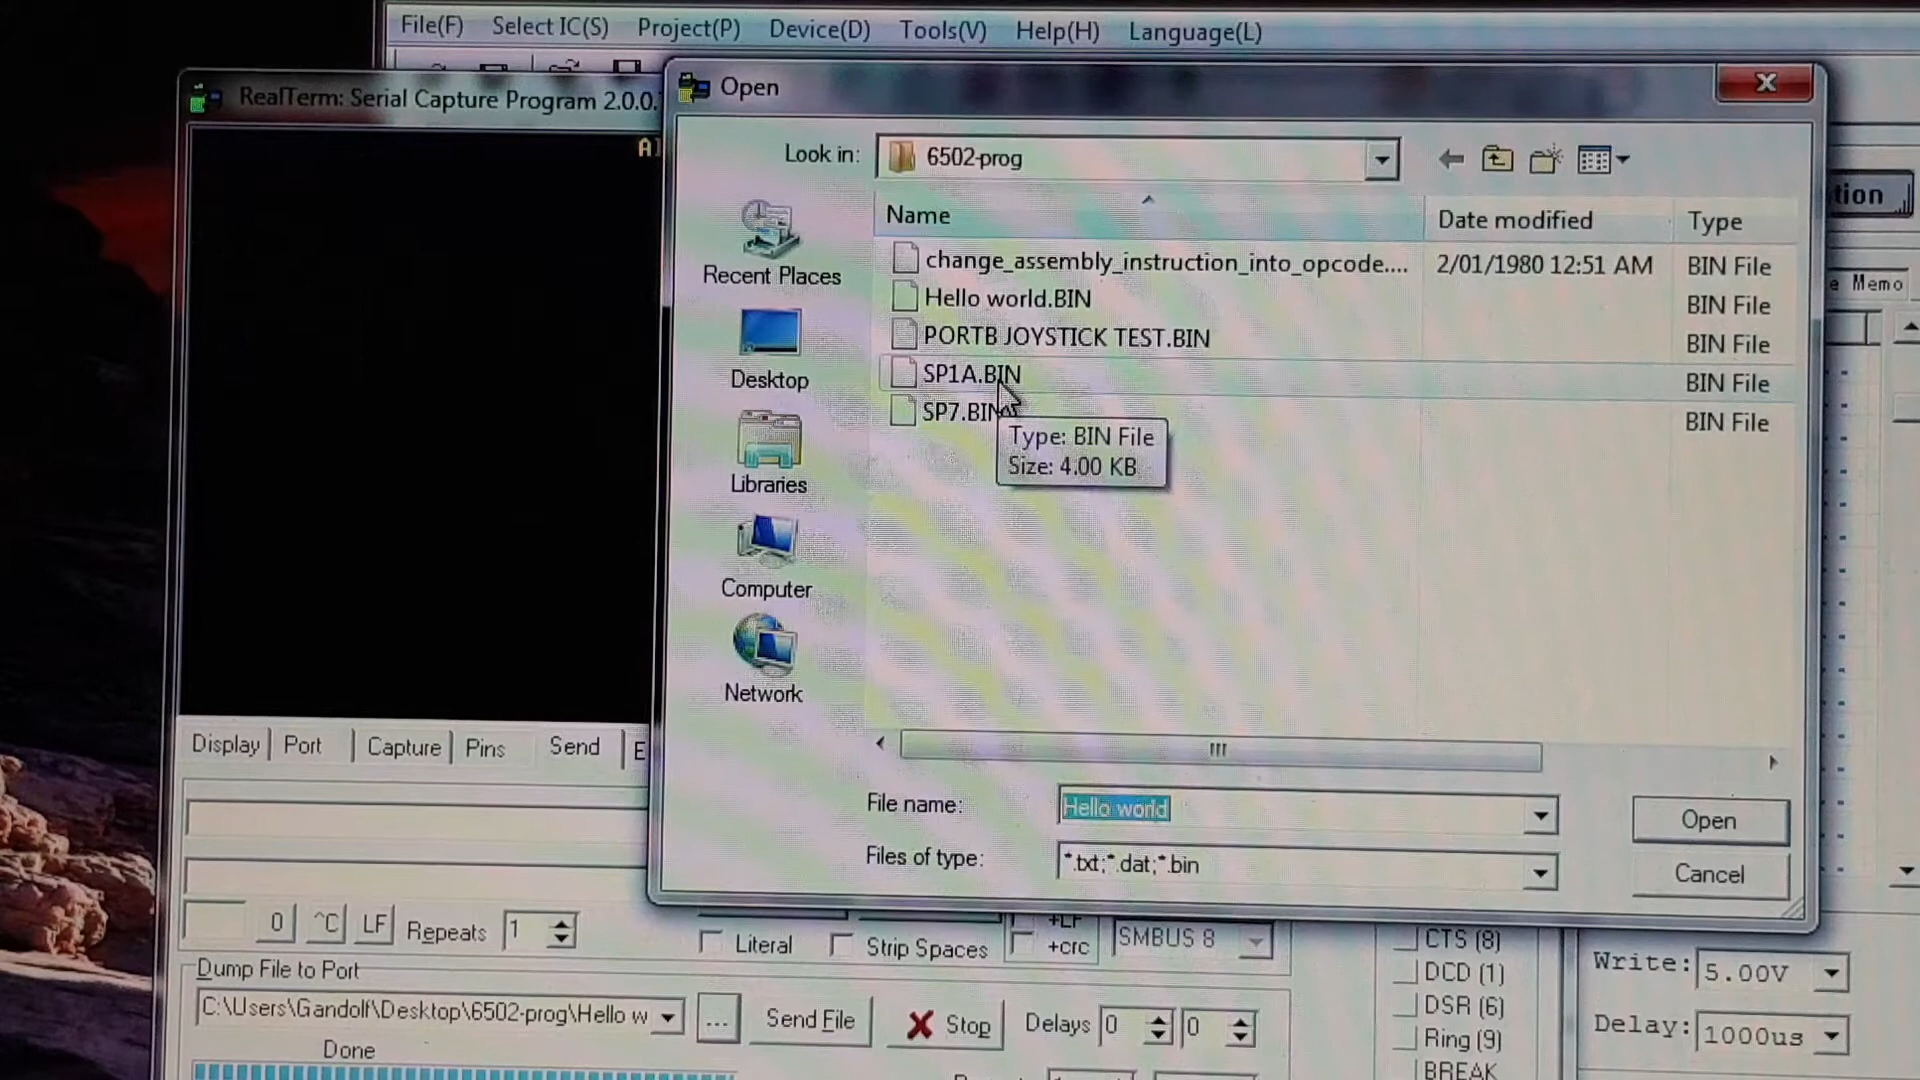 File(F) Select IC(S) Project(P) Device(D) Tools(V) Help(H) Language(L)
RealTerm: Serial Capture Program 2.0.0.
Open
Look in: 6502-prog
tion
Name Date modified Type
change_assembly_instruction_into_opcode.... 2/01/1980 12:51 AM BIN File
Hello world.BIN BIN File
PORTB JOYSTICK TEST.BIN BIN File
SP1A.BIN BIN File
SP7.BIN BIN File
Type: BIN File
Size: 4.00 KB
e Memo
Recent Places
Desktop
Libraries
Computer
Network
Display Port Capture Pins Send E
File name: Hello world Open
Files of type: *.txt;*.dat;*.bin Cancel
0 ^C LF Repeats 1 Literal Strip Spaces +LF
+crc SMBUS 8
CTS (8)
DCD (1)
DSR (6)
Ring (9)
BREAK
Write: 5.00V
Delay: 1000us
Dump File to Port
C:\Users\Gandolf\Desktop\6502-prog\Hello w ... Send File Stop Delays 0 0
Done